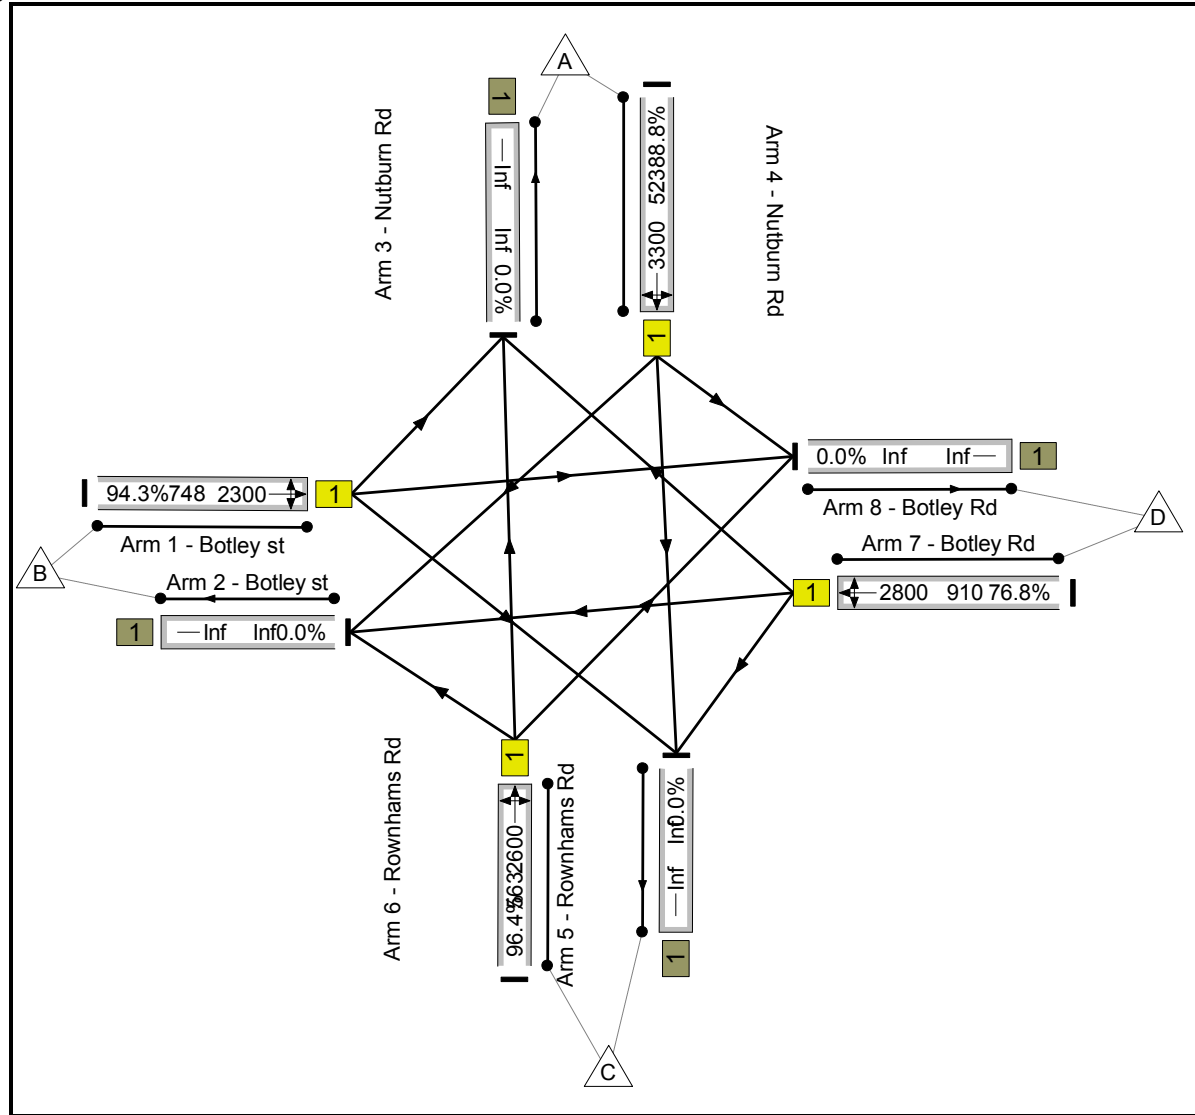 A
1
Arm 3 - Nutburn Rd
Inf Inf 0.0%
3300 52388.8%
Arm 4 - Nutburn Rd
1
94.3%748 2300
1
Arm 1 - Botley st
0.0% Inf Inf
1
Arm 8 - Botley Rd
D
B
Arm 2 - Botley st
Arm 7 - Botley Rd
1
2800 910 76.8%
1
Inf Inf0.0%
1
Arm 6 - Rownhams Rd
96.4%5632600
Arm 5 - Rownhams Rd
Inf Inf0.0%
1
C